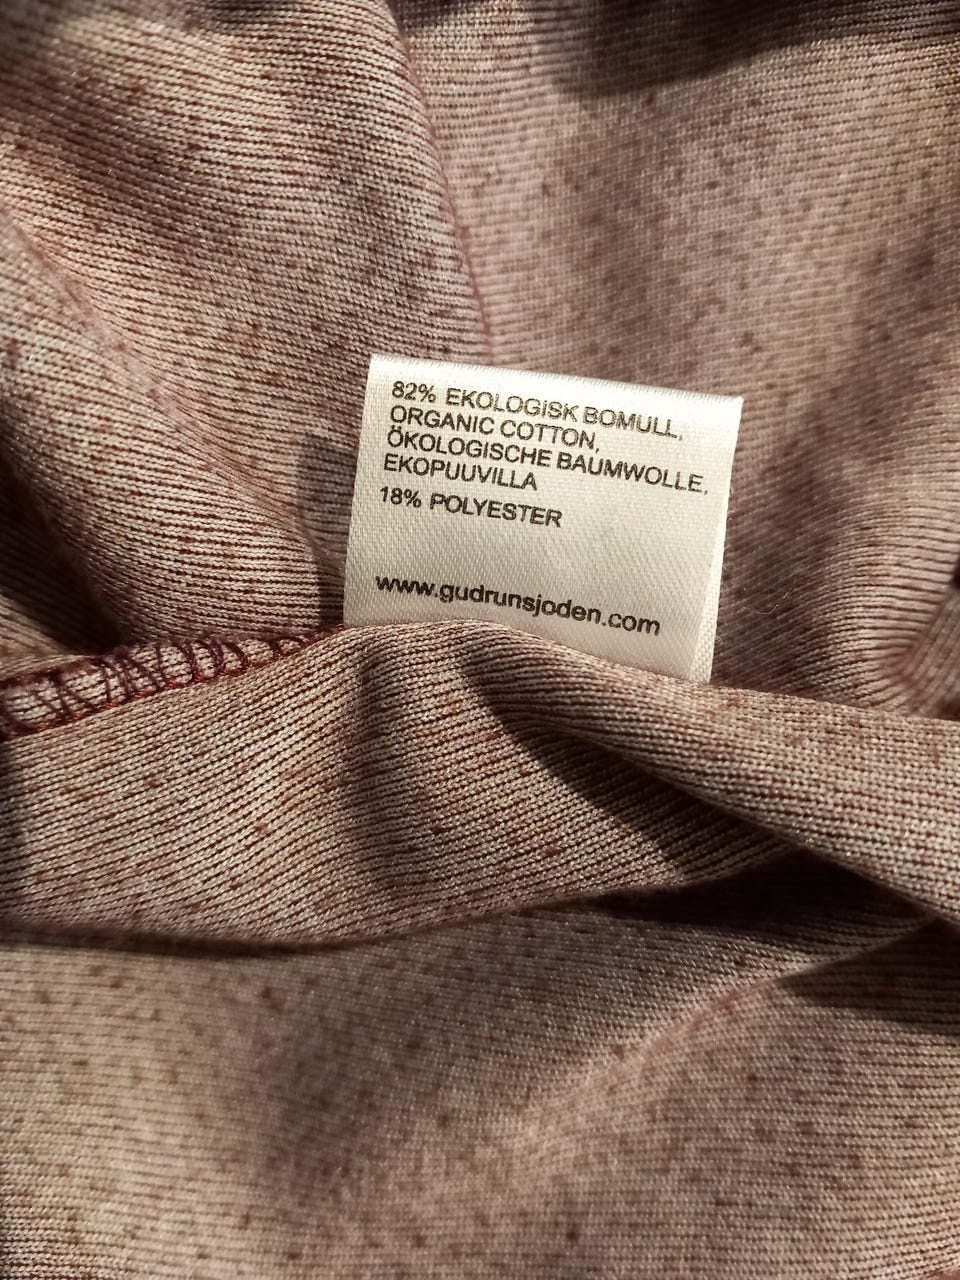 82% EKOLOGISK BOMULL,
ORGANIC COTTON,
ÖKOLOGISCHE BAUMWOLLE,
EKOPUUVILLA
18% POLYESTER
www.gudrunsjoden.com